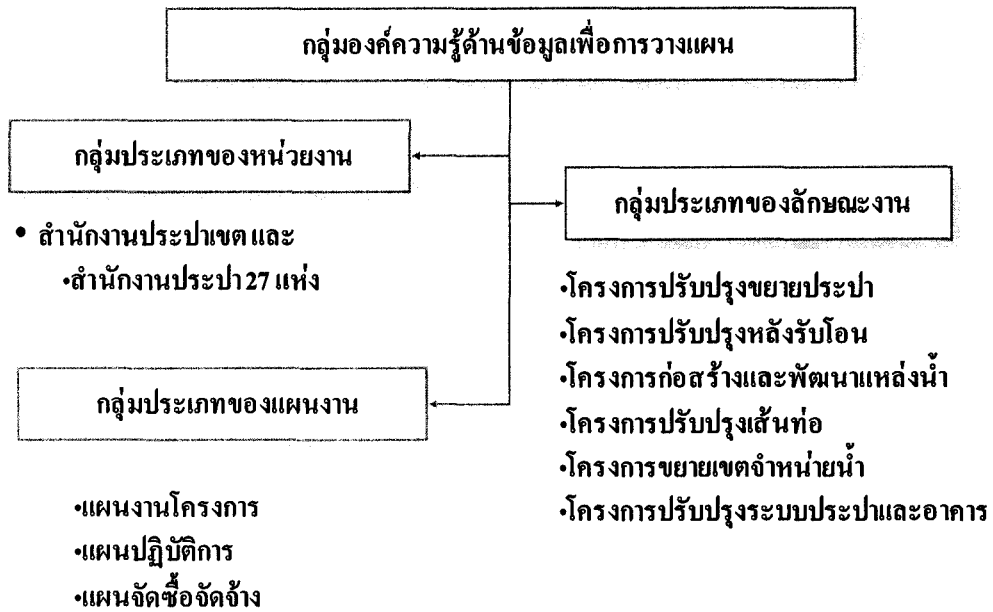 กลุ่มองค์ความรู้ด้านข้อมูลเพื่อการวางแผน
กลุ่มประเภทของหน่วยงาน
• สำนักงานประปาเขต และ
•สำนักงานประปา 27 แห่ง
กลุ่มประเภทของลักษณะงาน
•โครงการปรับปรุงขยายประปา
•โครงการปรับปรุงหลังรับโอน
•โครงการก่อสร้างและพัฒนาแหล่งน้ำ
•โครงการปรับปรุงเส้นท่อ
•โครงการขยายเขตจำหน่ายน้ำ
•โครงการปรับปรุงระบบประปาและอาคาร
กลุ่มประเภทของแผนงาน
•แผนงานโครงการ
•แผนปฏิบัติการ
•แผนจัดซื้อจัดจ้าง